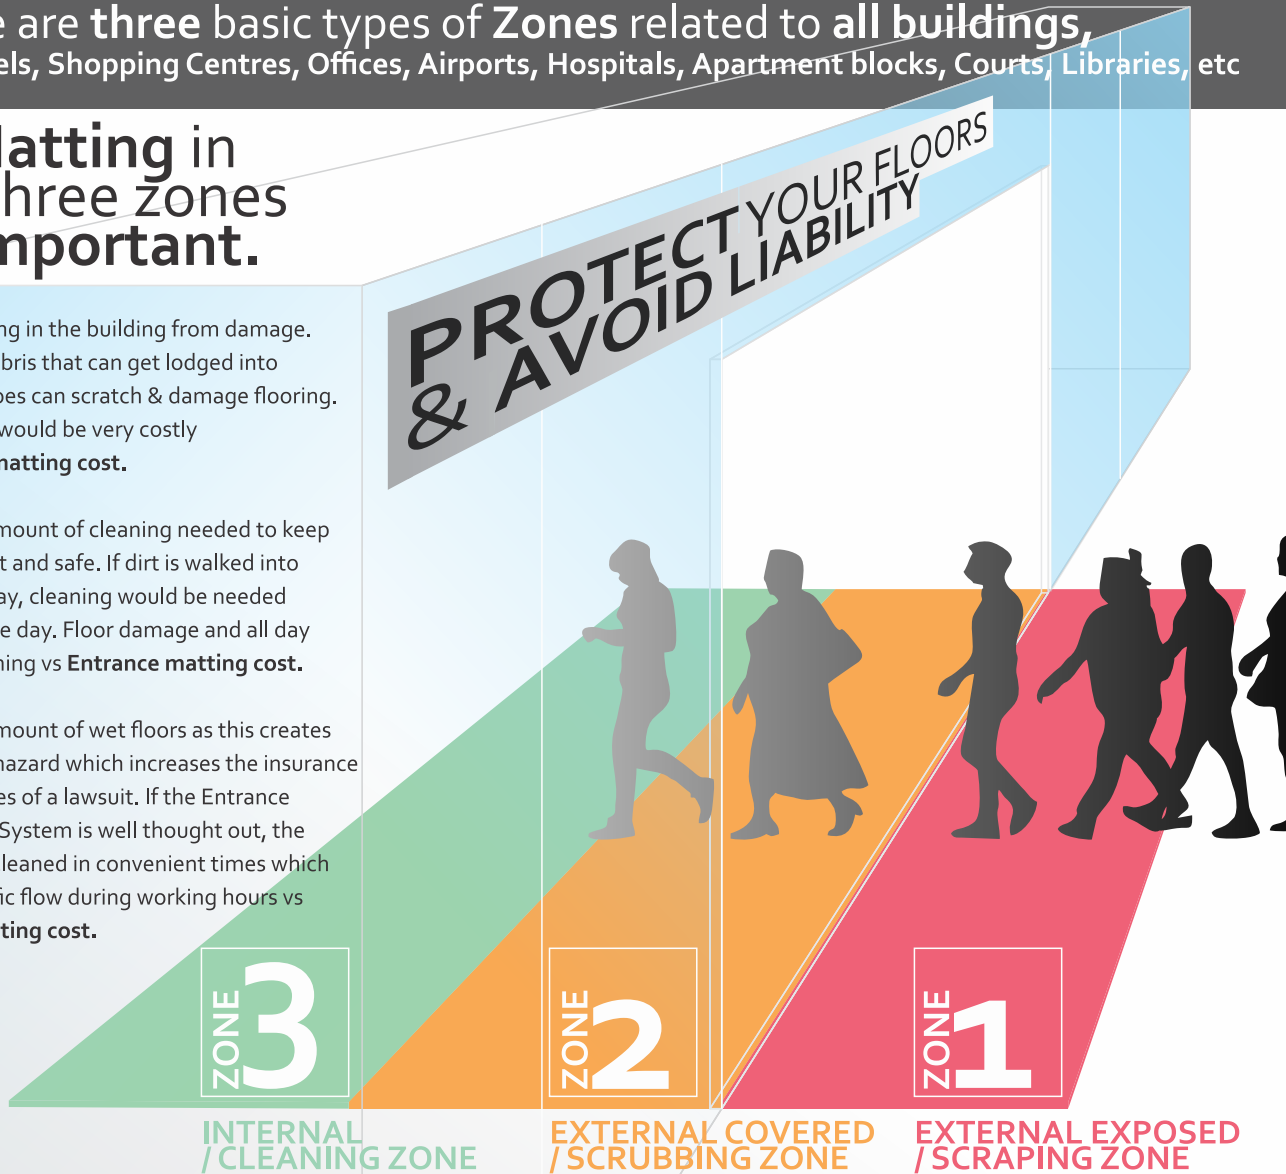 e are three basic types of Zones related to all buildings,
els, Shopping Centres, Offices, Airports, Hospitals, Apartment blocks, Courts, Libraries, etc
Matting in
hree zones
mportant.
ng in the building from damage.
bris that can get lodged into
oes can scratch & damage flooring.
would be very costly
matting cost.
mount of cleaning needed to keep
t and safe. If dirt is walked into
ay, cleaning would be needed
e day. Floor damage and all day
ning vs Entrance matting cost.
mount of wet floors as this creates
hazard which increases the insurance
es of a lawsuit. If the Entrance
System is well thought out, the
leaned in convenient times which
fic flow during working hours vs
ting cost.
PROTECT YOUR FLOORS
& AVOID LIABILITY
ZONE 3
INTERNAL
/ CLEANING ZONE
ZONE 2
EXTERNAL COVERED
/ SCRUBBING ZONE
ZONE 1
EXTERNAL EXPOSED
/ SCRAPING ZONE